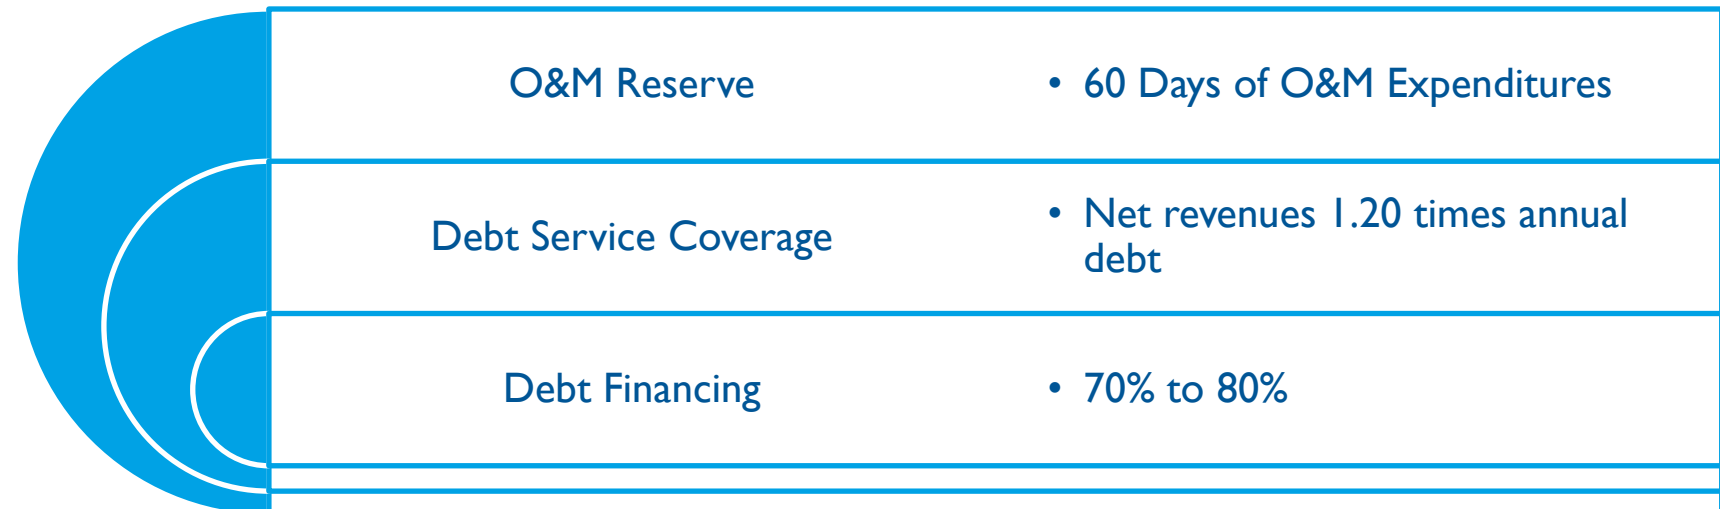 O&M Reserve
• 60 Days of O&M Expenditures
Debt Service Coverage
• Net revenues 1.20 times annual
debt
Debt Financing
• 70% to 80%